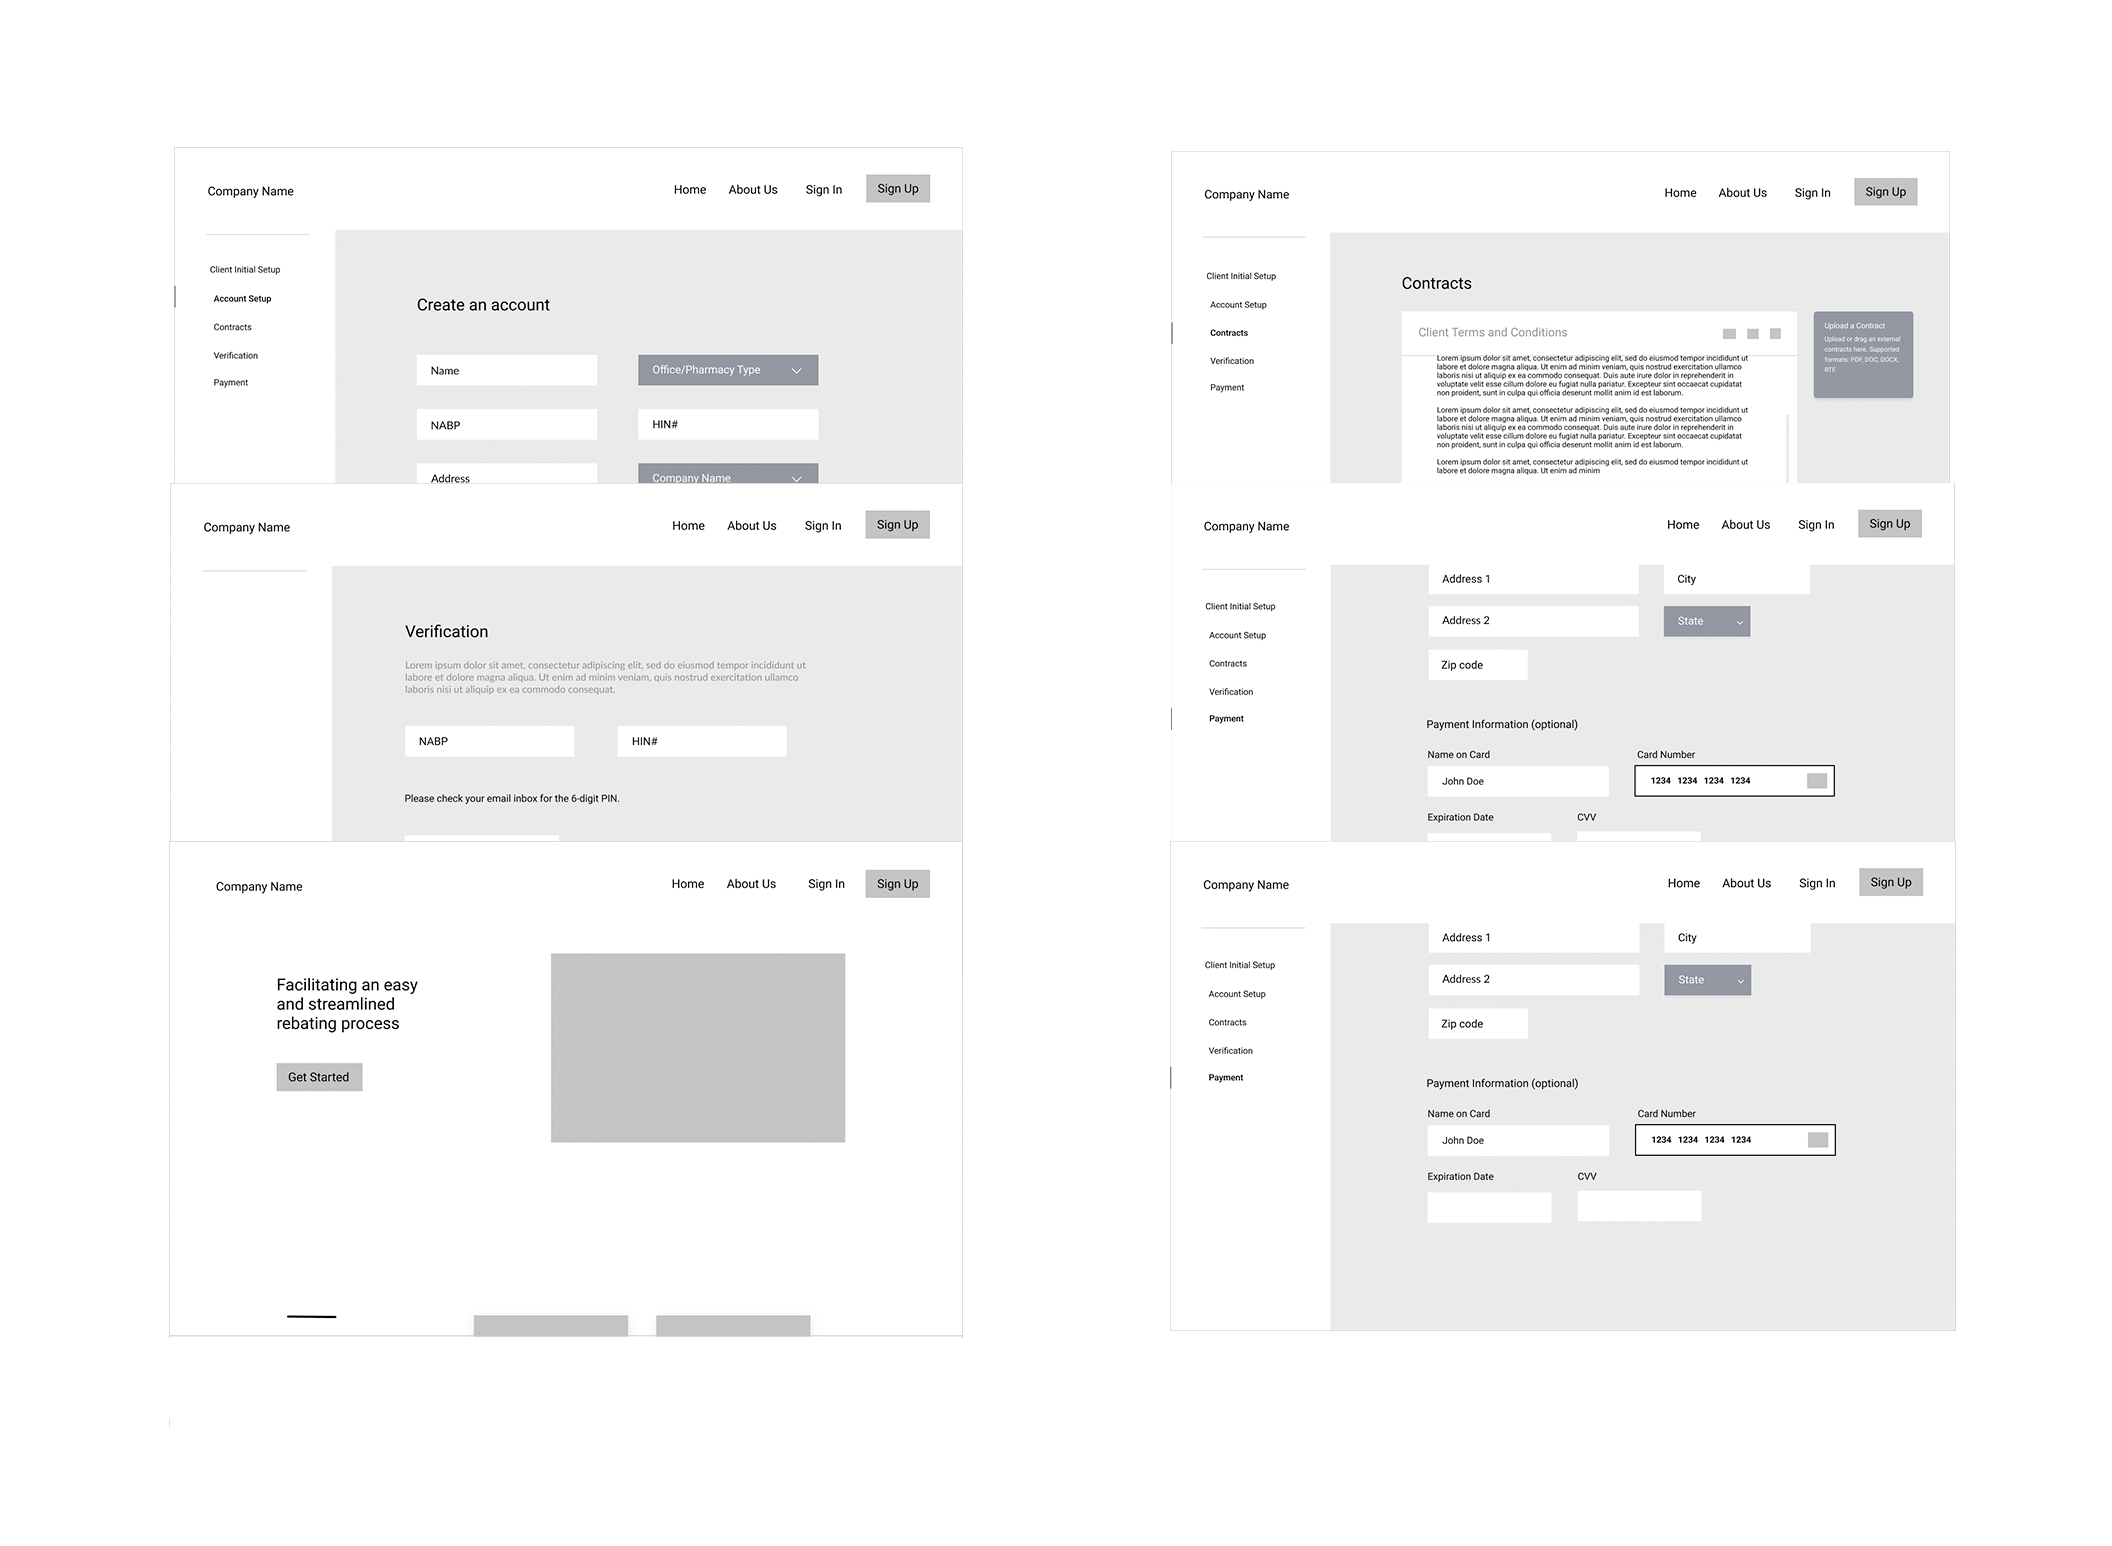 Company Name
Home
About Us
Sign In
Sign Up
Client Initial Setup
Account Setup
Contracts
Verification
Payment
Create an account
Name
Office/Pharmacy Type
NABP
HIN#
Address
Company Name
Company Name
Home
About Us
Sign In
Sign Up
Verification
Lorem ipsum dolor sit amet, consectetur adipiscing elit, sed do eiusmod tempor incididunt ut
labore et dolore magna aliqua. Ut enim ad minim veniam, quis nostrud exercitation ullamco
laboris nisi ut aliquip ex ea commodo consequat.
NABP
HIN#
Please check your email inbox for the 6-digit PIN.
Company Name
Home
About Us
Sign In
Sign Up
Facilitating an easy
and streamlined
rebating process
Get Started
Company Name
Home
About Us
Sign In
Sign Up
Client Initial Setup
Account Setup
Contracts
Verification
Payment
Contracts
Client Terms and Conditions
Lorem ipsum dolor sit amet, consectetur adipiscing elit, sed do eiusmod tempor incididunt ut
labore et dolore magna aliqua. Ut enim ad minim veniam, quis nostrud exercitation ullamco
laboris nisi ut aliquip ex ea commodo consequat. Duis aute irure dolor in reprehenderit in
voluptate velit esse cillum dolore eu fugiat nulla pariatur. Excepteur sint occaecat cupidatat
non proident, sunt in culpa qui officia deserunt mollit anim id est laborum.
Lorem ipsum dolor sit amet, consectetur adipiscing elit, sed do eiusmod tempor incididunt ut
labore et dolore magna aliqua. Ut enim ad minim veniam, quis nostrud exercitation ullamco
laboris nisi ut aliquip ex ea commodo consequat. Duis aute irure dolor in reprehenderit in
voluptate velit esse cillum dolore eu fugiat nulla pariatur. Excepteur sint occaecat cupidatat
non proident, sunt in culpa qui officia deserunt mollit anim id est laborum.
Lorem ipsum dolor sit amet, consectetur adipiscing elit, sed do eiusmod tempor incididunt ut
labore et dolore magna aliqua. Ut enim ad minim
Upload a Contract
Upload or drag an external
contracts here. Supported
formats: PDF, DOC, DOCX,
RTF.
Company Name
Home
About Us
Sign In
Sign Up
Client Initial Setup
Account Setup
Contracts
Verification
Payment
Address 1
City
Address 2
State
Zip code
Payment Information (optional)
Name on Card
Card Number
John Doe
1234 1234 1234 1234
Expiration Date
CVV
Company Name
Home
About Us
Sign In
Sign Up
Client Initial Setup
Account Setup
Contracts
Verification
Payment
Address 1
City
Address 2
State
Zip code
Payment Information (optional)
Name on Card
Card Number
John Doe
1234 1234 1234 1234
Expiration Date
CVV